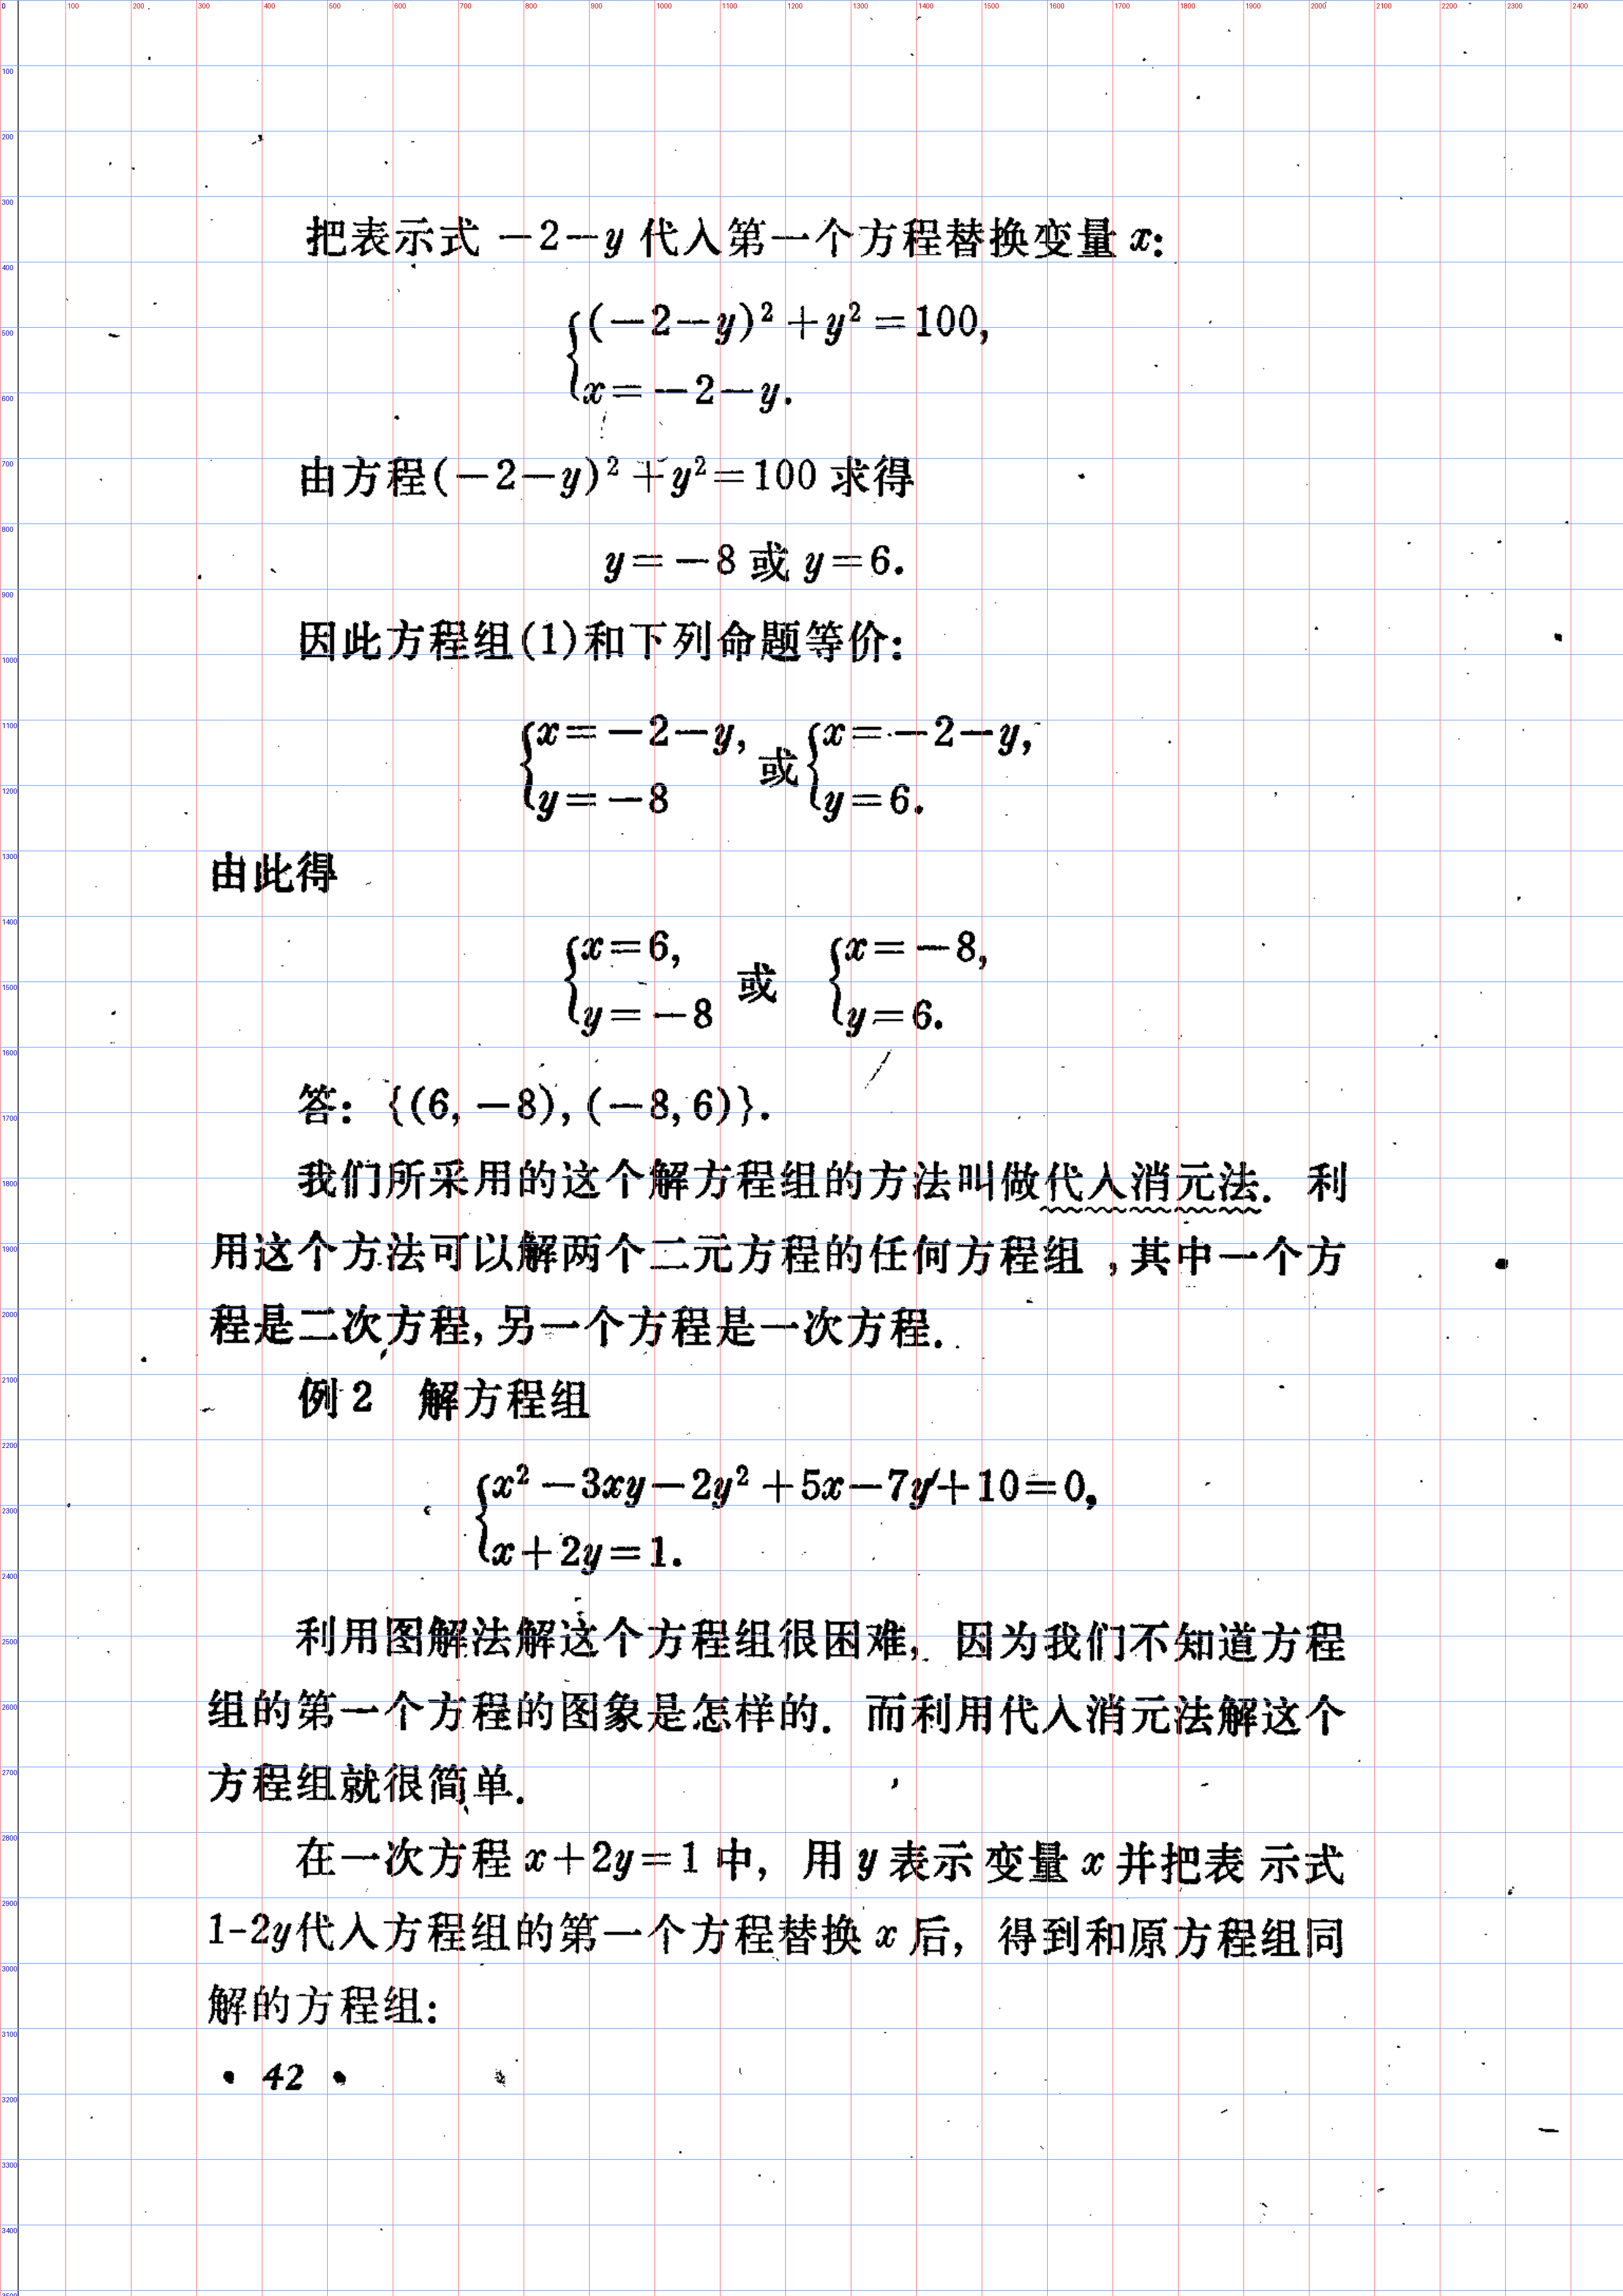 把表示式 −2−y 代入第一个方程替换变量 x:
{(−2−y)²+y²=100,
x=−2−y.
由方程(−2−y)²+y²=100 求得
y=−8 或 y=6.
因此方程组(1)和下列命题等价:
{x=−2−y, 或 {x=−2−y,
y=−8 y=6.
由此得
{x=6, 或 {x=−8,
y=−8 y=6.
答: {(6, −8), (−8, 6)}.
我们所采用的这个解方程组的方法叫做代入消元法. 利
用这个方法可以解两个二元方程的任何方程组,其中一个方
程是二次方程, 另一个方程是一次方程.
例 2 解方程组
{x²−3xy−2y²+5x−7y+10=0,
x+2y=1.
利用图解法解这个方程组很困难, 因为我们不知道方程
组的第一个方程的图象是怎样的. 而利用代入消元法解这个
方程组就很简单.
在一次方程 x+2y=1 中, 用 y 表示变量 x 并把表示式
1-2y代入方程组的第一个方程替换 x 后, 得到和原方程组同
解的方程组:
• 42 •